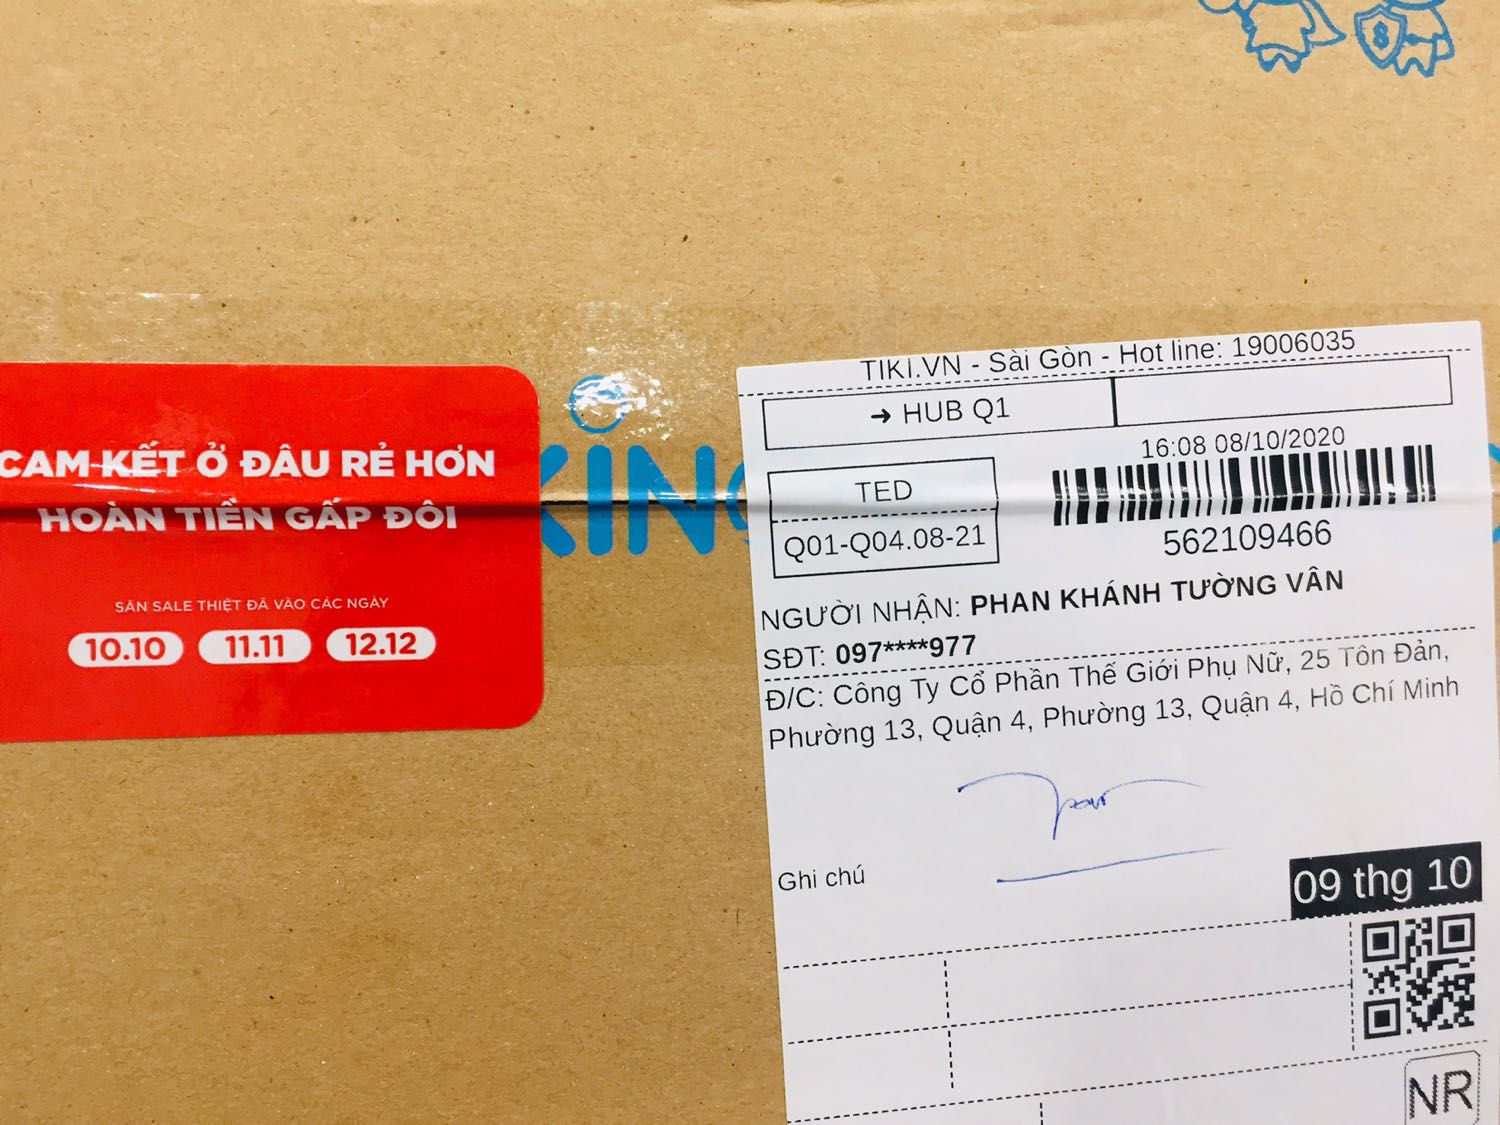 CAM KẾT Ở ĐÂU RẺ HƠN
HOÀN TIỀN GẤP ĐÔI
SĂN SALE THIỆT ĐÃ VÀO CÁC NGÀY
10.10 11.11 12.12
TIKI.VN - Sài Gòn - Hot line: 19006035
➜ HUB Q1
16:08 08/10/2020
TED
Q01-Q04.08-21
562109466
NGƯỜI NHẬN: PHAN KHÁNH TƯỜNG VÂN
SĐT: 097****977
Đ/C: Công Ty Cổ Phần Thế Giới Phụ Nữ, 25 Tôn Đản,
Phường 13, Quận 4, Phường 13, Quận 4, Hồ Chí Minh
Ghi chú
09 thg 10
NR